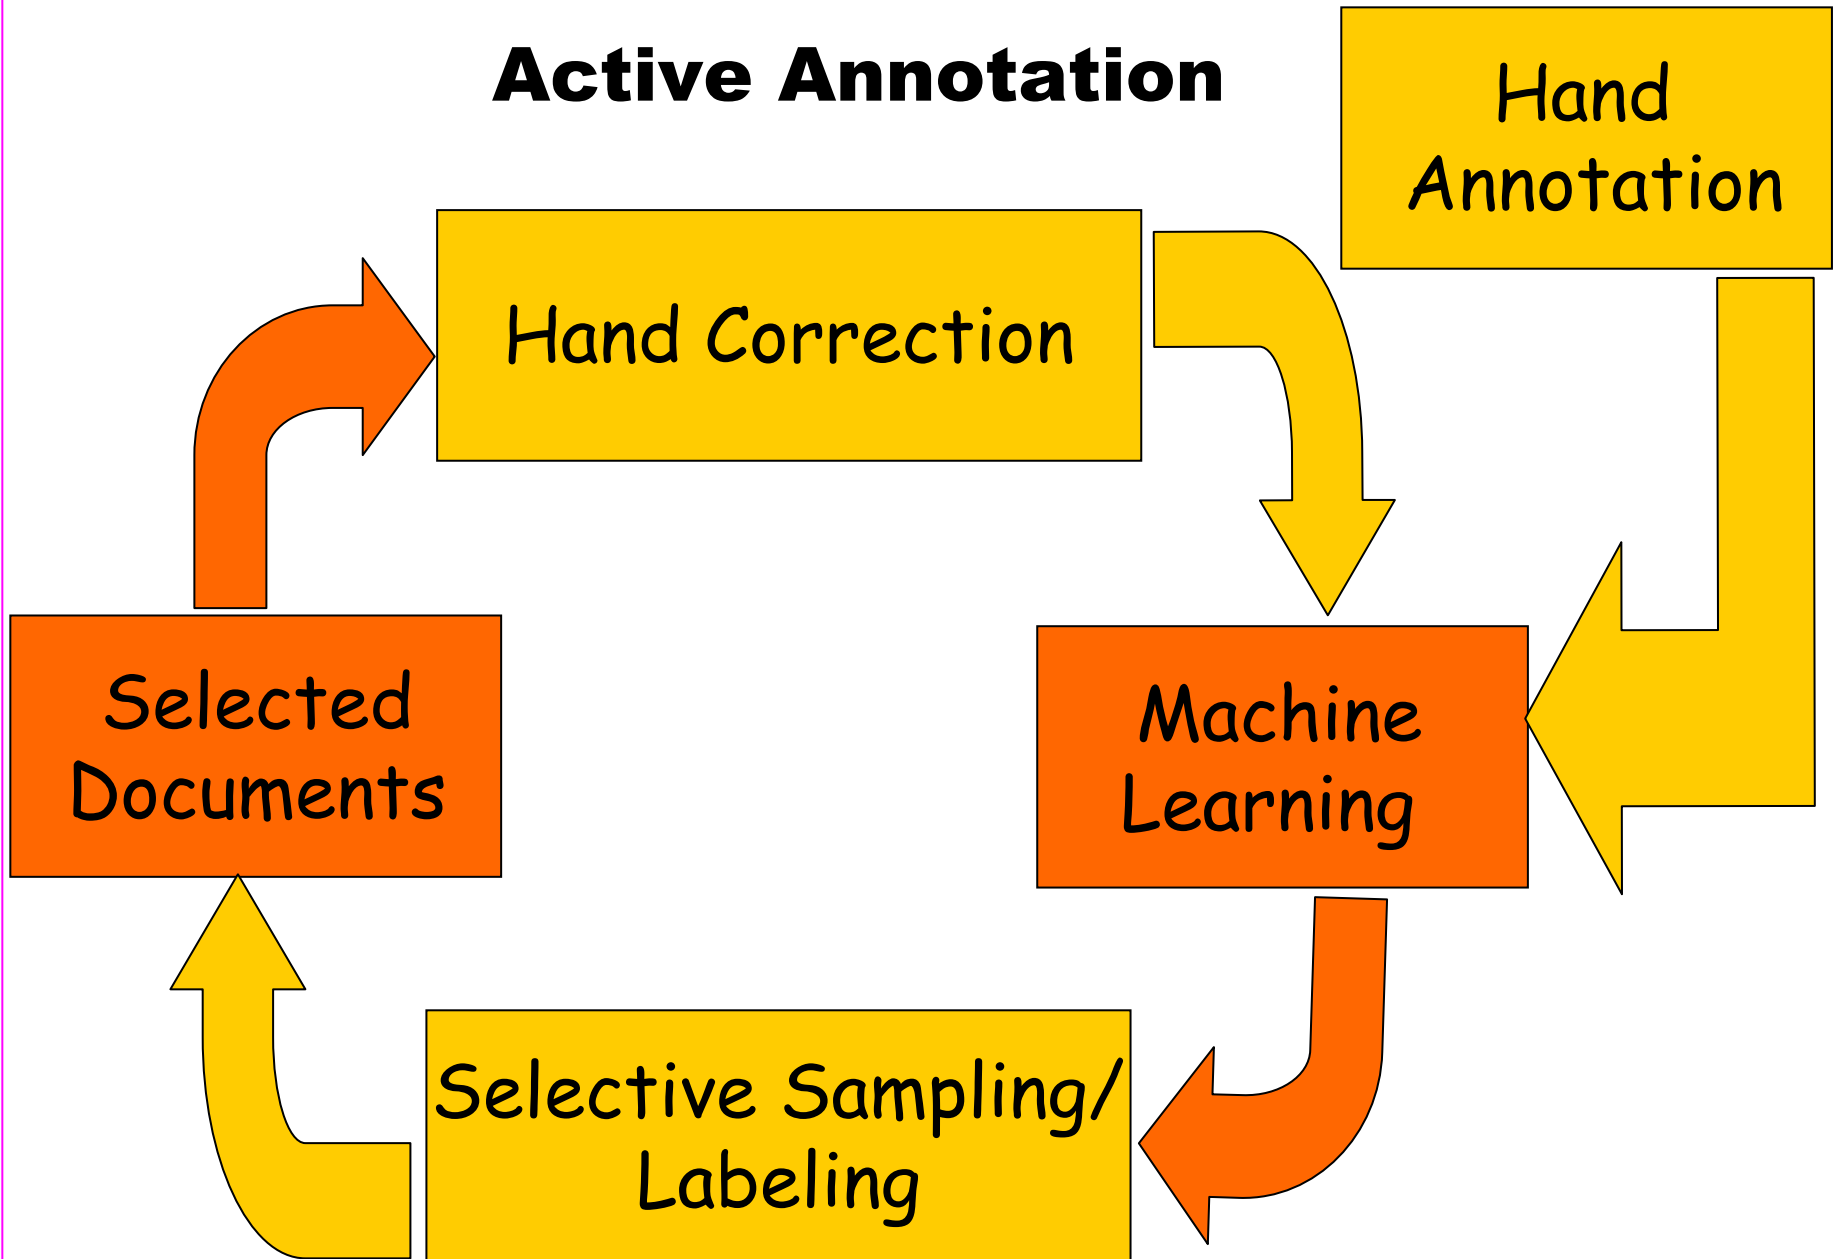 Active Annotation
Hand
Annotation
Hand Correction
Selected
Documents
Machine
Learning
Selective Sampling/
Labeling